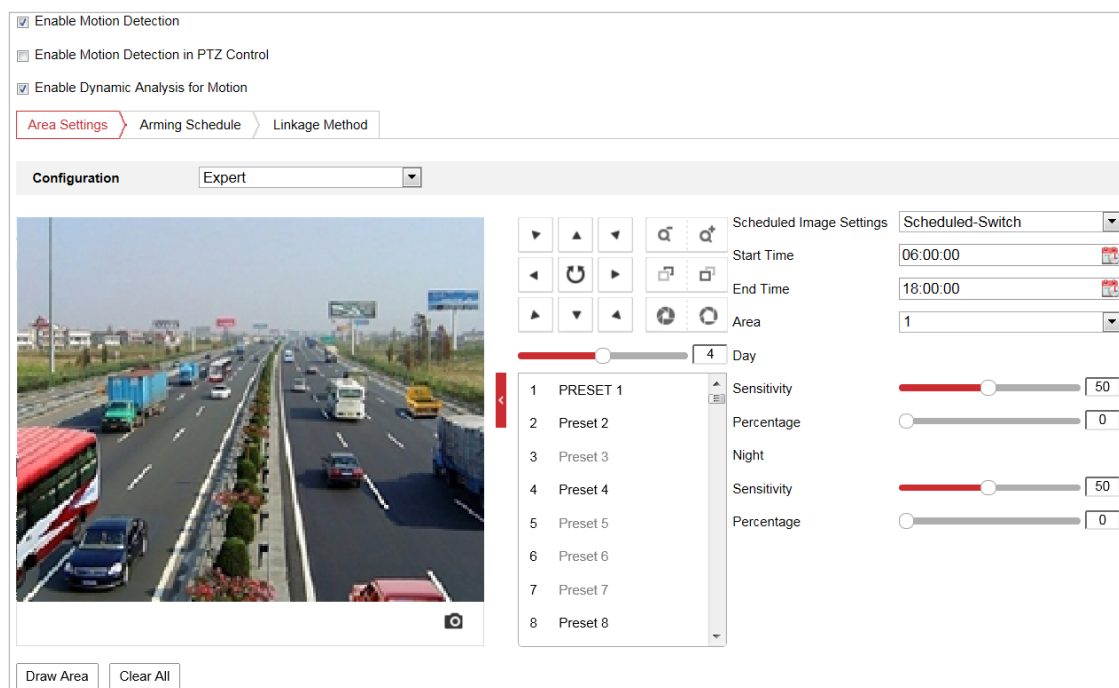 Enable Motion Detection
Enable Motion Detection in PTZ Control
Enable Dynamic Analysis for Motion
Area Settings Arming Schedule Linkage Method
Configuration Expert
Scheduled Image Settings Scheduled-Switch
Start Time 06:00:00
End Time 18:00:00
Area 1
4 Day
Sensitivity 50
Percentage 0
Night
Sensitivity 50
Percentage 0
1 PRESET 1
2 Preset 2
3 Preset 3
4 Preset 4
5 Preset 5
6 Preset 6
7 Preset 7
8 Preset 8
Draw Area Clear All